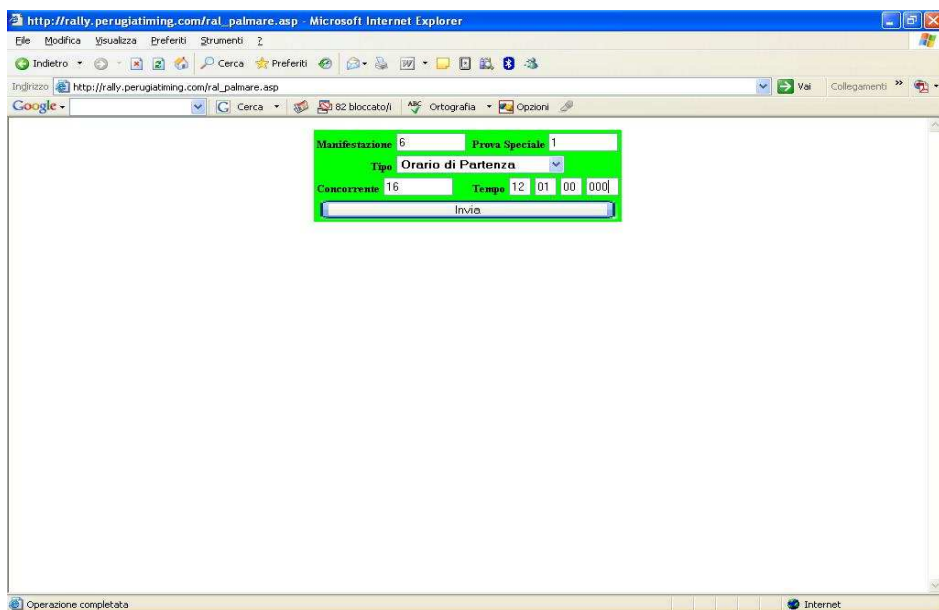 http://rally.perugiatiming.com/ral_palmare.asp - Microsoft Internet Explorer
File Modifica Visualizza Preferiti Strumenti ?
Indietro Cerca Preferiti
Indirizzo http://rally.perugiatiming.com/ral_palmare.asp Vai Collegamenti »
Google Cerca 82 bloccato/i ABC Ortografia Opzioni
Manifestazione 6 Prova Speciale 1
Tipo Orario di Partenza
Concorrente 16 Tempo 12 01 00 000
Invia
Operazione completata Internet